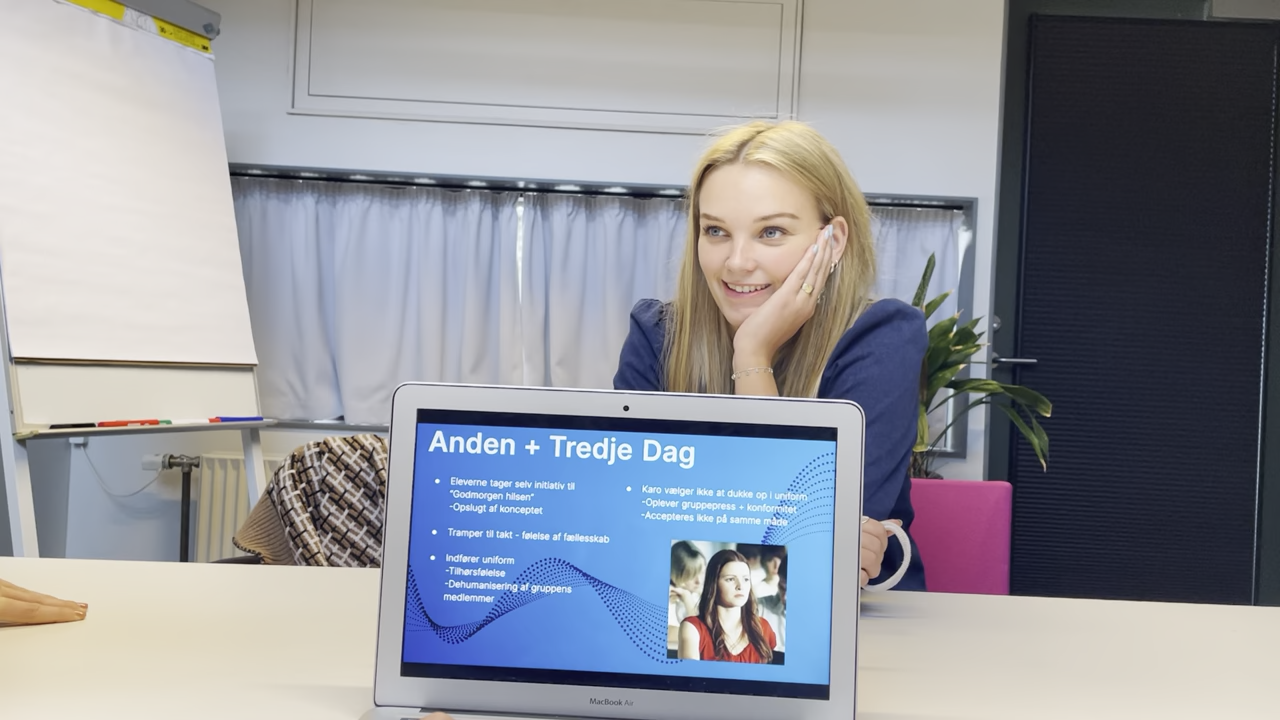 Anden + Tredje Dag
Eleverne tager selv initiativ til
"Godmorgen hilsen"
-Opslugt af konceptet
Tramper til takt - følelse af fællesskab
Indfører uniform
-Tilhørsfølelse
-Dehumanisering af gruppens
medlemmer
Karo vælger ikke at dukke op i uniform
-Oplever gruppepress + konformitet
-Accepteres ikke på samme måde
MacBook Air